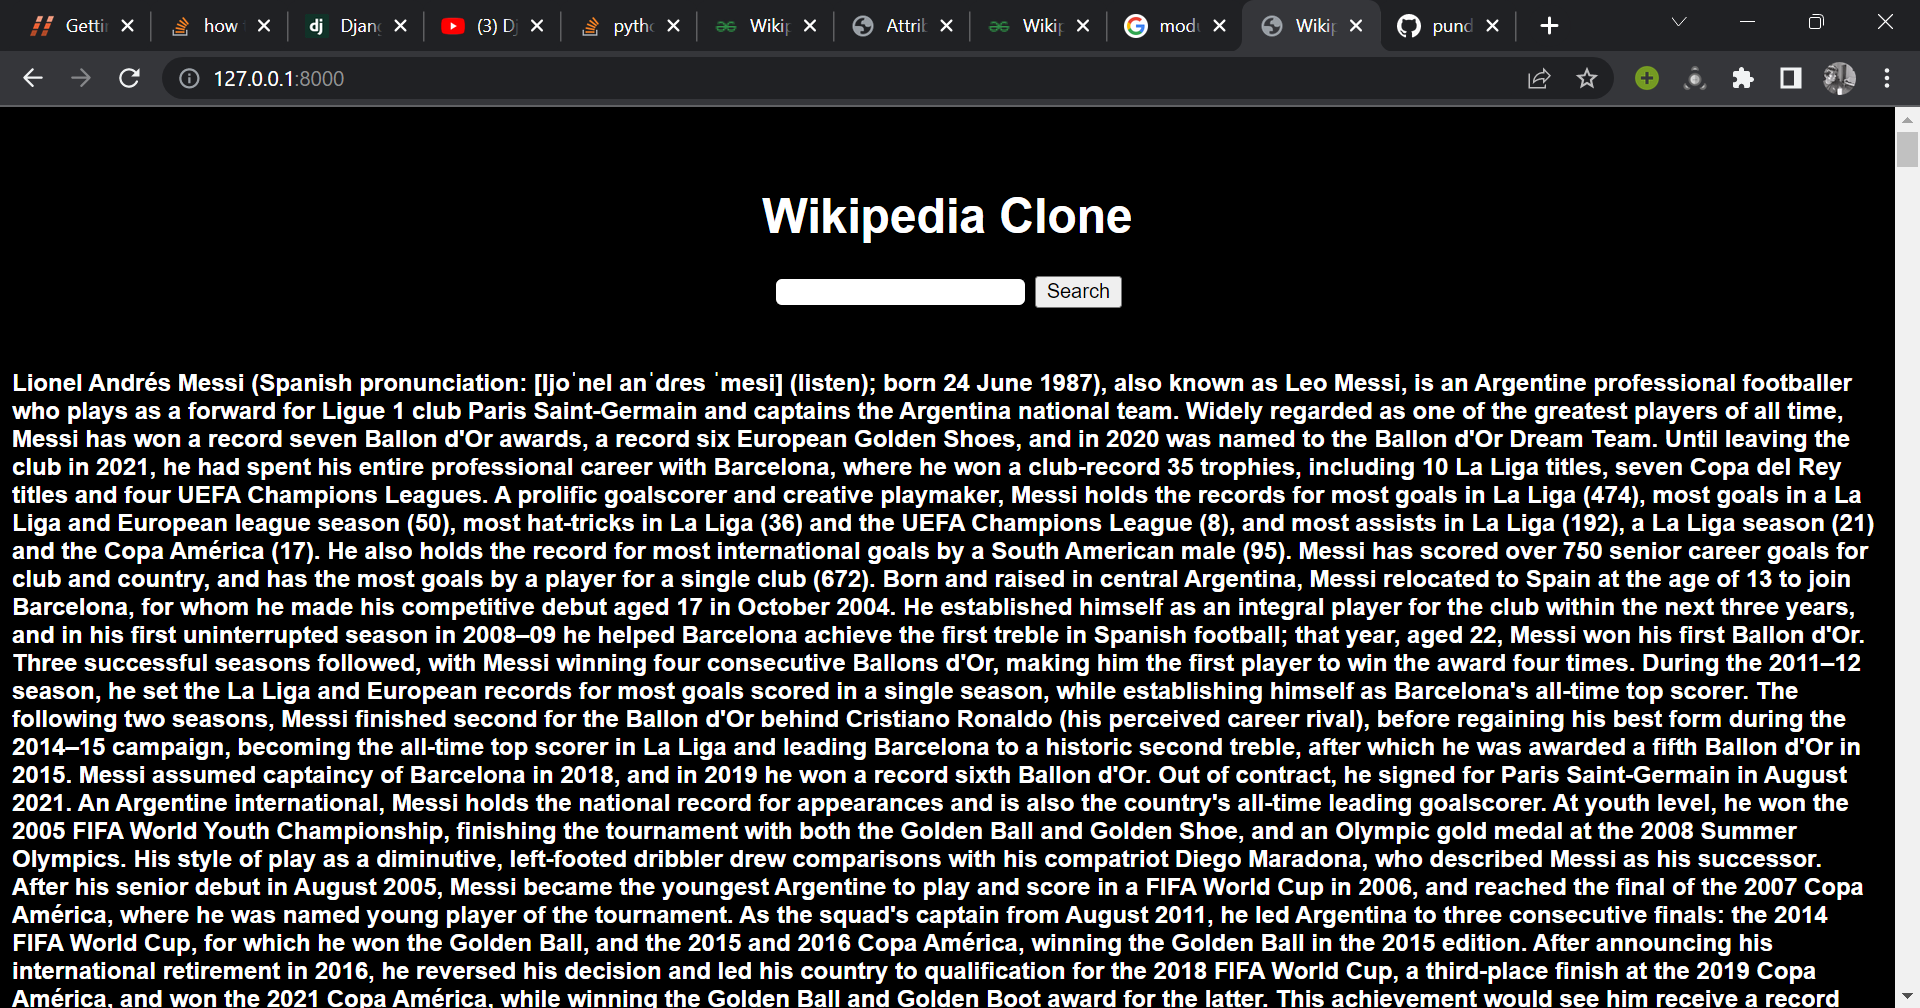 Getti
how
dj Djan
(3) D
pytho
Wikip
Attrib
Wikip
mod
Wikip
pund
127.0.0.1:8000
Wikipedia Clone
Search
Lionel Andrés Messi (Spanish pronunciation: [ljoˈnel anˈdɾes ˈmesi] (listen); born 24 June 1987), also known as Leo Messi, is an Argentine professional footballer
who plays as a forward for Ligue 1 club Paris Saint-Germain and captains the Argentina national team. Widely regarded as one of the greatest players of all time,
Messi has won a record seven Ballon d'Or awards, a record six European Golden Shoes, and in 2020 was named to the Ballon d'Or Dream Team. Until leaving the
club in 2021, he had spent his entire professional career with Barcelona, where he won a club-record 35 trophies, including 10 La Liga titles, seven Copa del Rey
titles and four UEFA Champions Leagues. A prolific goalscorer and creative playmaker, Messi holds the records for most goals in La Liga (474), most goals in a La
Liga and European league season (50), most hat-tricks in La Liga (36) and the UEFA Champions League (8), and most assists in La Liga (192), a La Liga season (21)
and the Copa América (17). He also holds the record for most international goals by a South American male (95). Messi has scored over 750 senior career goals for
club and country, and has the most goals by a player for a single club (672). Born and raised in central Argentina, Messi relocated to Spain at the age of 13 to join
Barcelona, for whom he made his competitive debut aged 17 in October 2004. He established himself as an integral player for the club within the next three years,
and in his first uninterrupted season in 2008–09 he helped Barcelona achieve the first treble in Spanish football; that year, aged 22, Messi won his first Ballon d'Or.
Three successful seasons followed, with Messi winning four consecutive Ballons d'Or, making him the first player to win the award four times. During the 2011–12
season, he set the La Liga and European records for most goals scored in a single season, while establishing himself as Barcelona's all-time top scorer. The
following two seasons, Messi finished second for the Ballon d'Or behind Cristiano Ronaldo (his perceived career rival), before regaining his best form during the
2014–15 campaign, becoming the all-time top scorer in La Liga and leading Barcelona to a historic second treble, after which he was awarded a fifth Ballon d'Or in
2015. Messi assumed captaincy of Barcelona in 2018, and in 2019 he won a record sixth Ballon d'Or. Out of contract, he signed for Paris Saint-Germain in August
2021. An Argentine international, Messi holds the national record for appearances and is also the country's all-time leading goalscorer. At youth level, he won the
2005 FIFA World Youth Championship, finishing the tournament with both the Golden Ball and Golden Shoe, and an Olympic gold medal at the 2008 Summer
Olympics. His style of play as a diminutive, left-footed dribbler drew comparisons with his compatriot Diego Maradona, who described Messi as his successor.
After his senior debut in August 2005, Messi became the youngest Argentine to play and score in a FIFA World Cup in 2006, and reached the final of the 2007 Copa
América, where he was named young player of the tournament. As the squad's captain from August 2011, he led Argentina to three consecutive finals: the 2014
FIFA World Cup, for which he won the Golden Ball, and the 2015 and 2016 Copa América, winning the Golden Ball in the 2015 edition. After announcing his
international retirement in 2016, he reversed his decision and led his country to qualification for the 2018 FIFA World Cup, a third-place finish at the 2019 Copa
América, and won the 2021 Copa América, while winning the Golden Ball and Golden Boot award for the latter. This achievement would see him receive a record